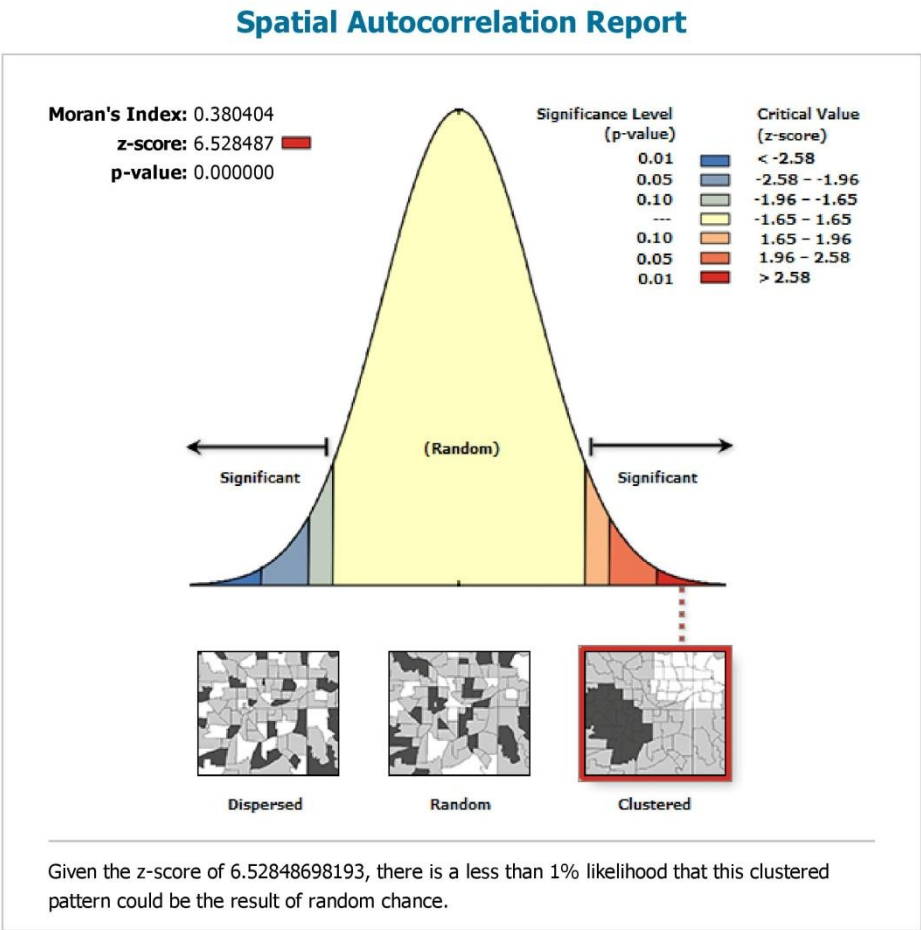 Spatial Autocorrelation Report
Moran's Index: 0.380404
z-score: 6.528487
p-value: 0.000000
Significance Level
(p-value)
Critical Value
(z-score)
0.01 < -2.58
0.05 -2.58 – -1.96
0.10 -1.96 – -1.65
--- -1.65 – 1.65
0.10 1.65 – 1.96
0.05 1.96 – 2.58
0.01 > 2.58
(Random)
Significant
Significant
Dispersed
Random
Clustered
Given the z-score of 6.52848698193, there is a less than 1% likelihood that this clustered
pattern could be the result of random chance.